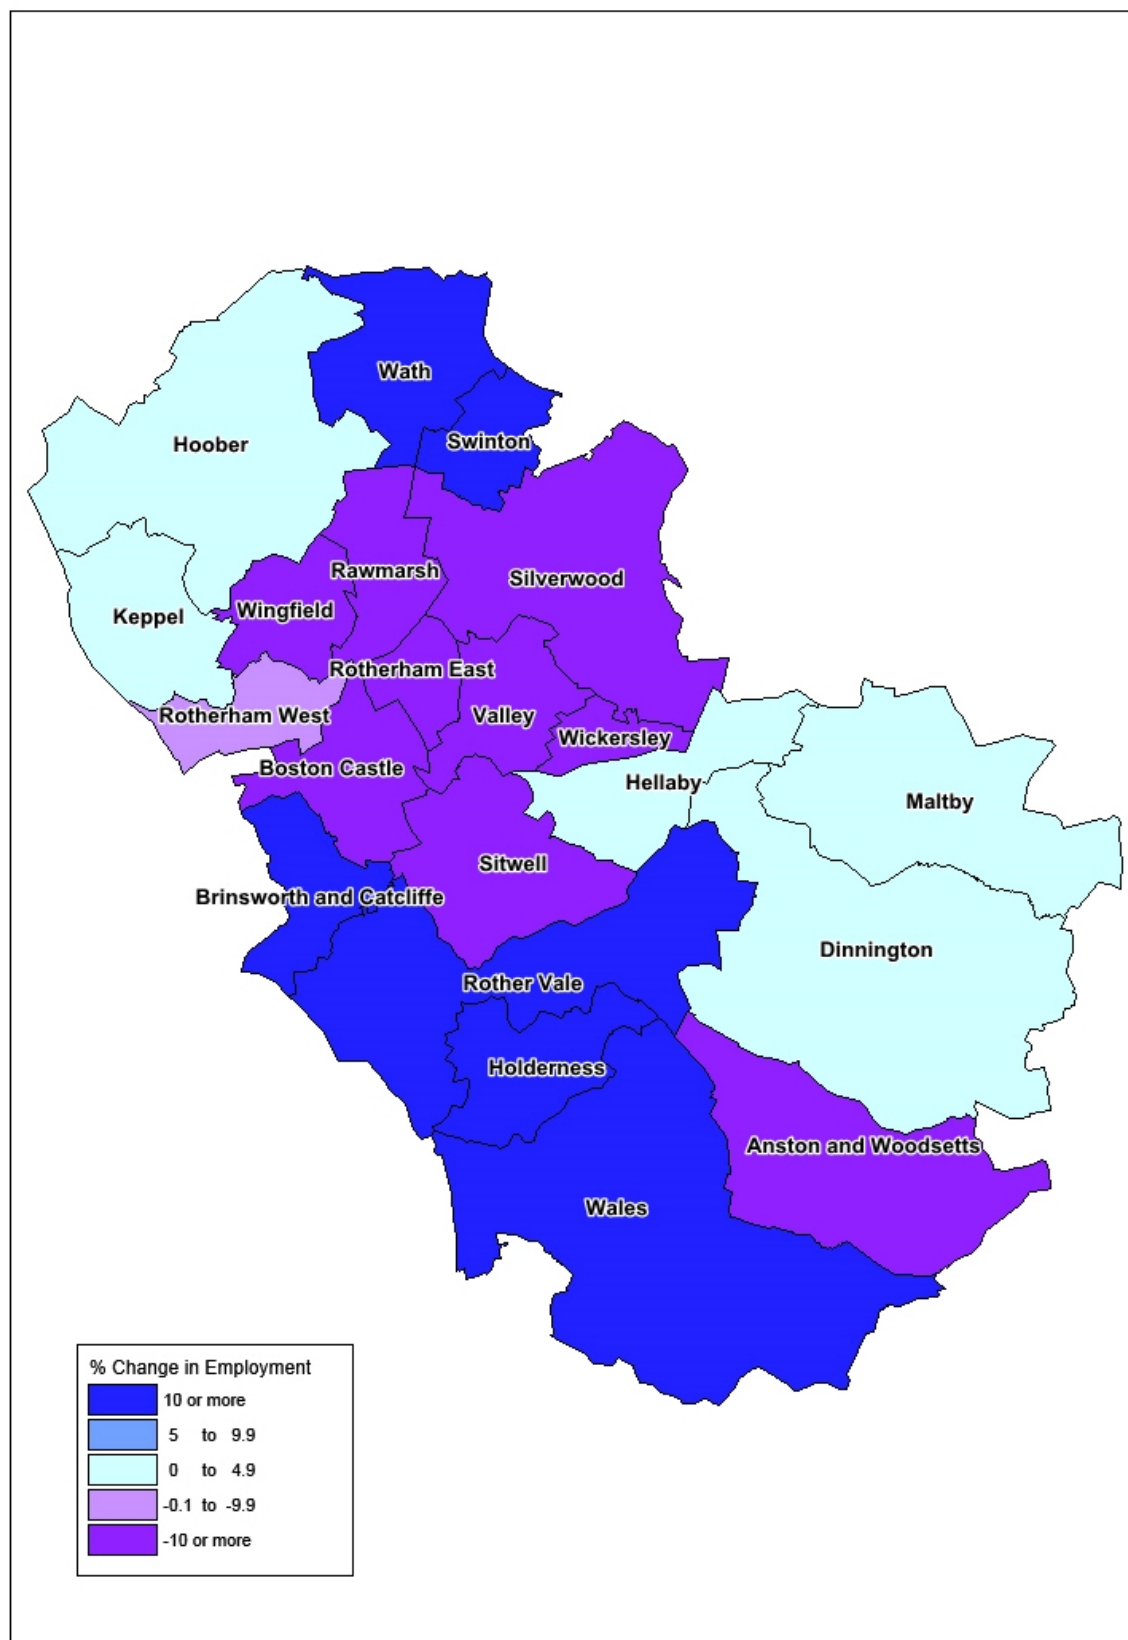 Wath
Swinton
Hoober
Rawmarsh
Silverwood
Wingfield
Keppel
Rotherham East
Rotherham West
Valley
Wickersley
Boston Castle
Hellaby
Maltby
Sitwell
Brinsworth and Catcliffe
Dinnington
Rother Vale
Holderness
Anston and Woodsetts
Wales
% Change in Employment
10 or more
5 to 9.9
0 to 4.9
-0.1 to -9.9
-10 or more